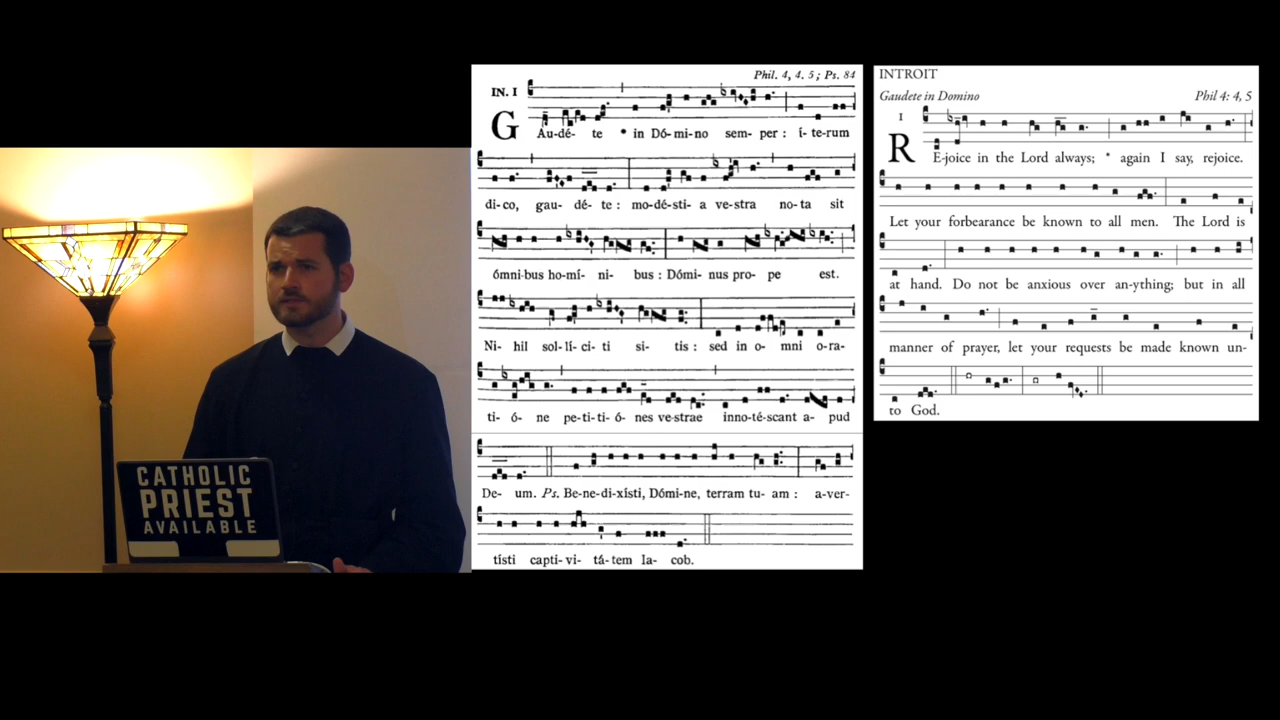 CATHOLIC
PRIEST
AVAILABLE
Phil. 4, 4. 5 ; Ps. 84
IN. I
G Au-dé- te * in Dó-mi-no sem- per : í-te-rum
di-co, gau- dé- te : mo-dé-sti- a ve-stra no-ta sit
ómni-bus ho-mí- ni- bus : Dómi- nus pro- pe est.
Ni- hil sol-lí-ci-ti si- tis : sed in o- mni o-ra-
ti- ó- ne pe-ti-ti-ó- nes ve-strae inno-té-scant a- pud
De- um. Ps. Be-ne-di-xísti, Dómi-ne, terram tu- am : a-ver-
tísti capti-vi- tá-tem Ia- cob.
INTROIT
Gaudete in Domino Phil 4: 4, 5
I
R E-joice in the Lord always; * again I say, rejoice.
Let your forbearance be known to all men. The Lord is
at hand. Do not be anxious over an-ything; but in all
manner of prayer, let your requests be made known un-
to God.